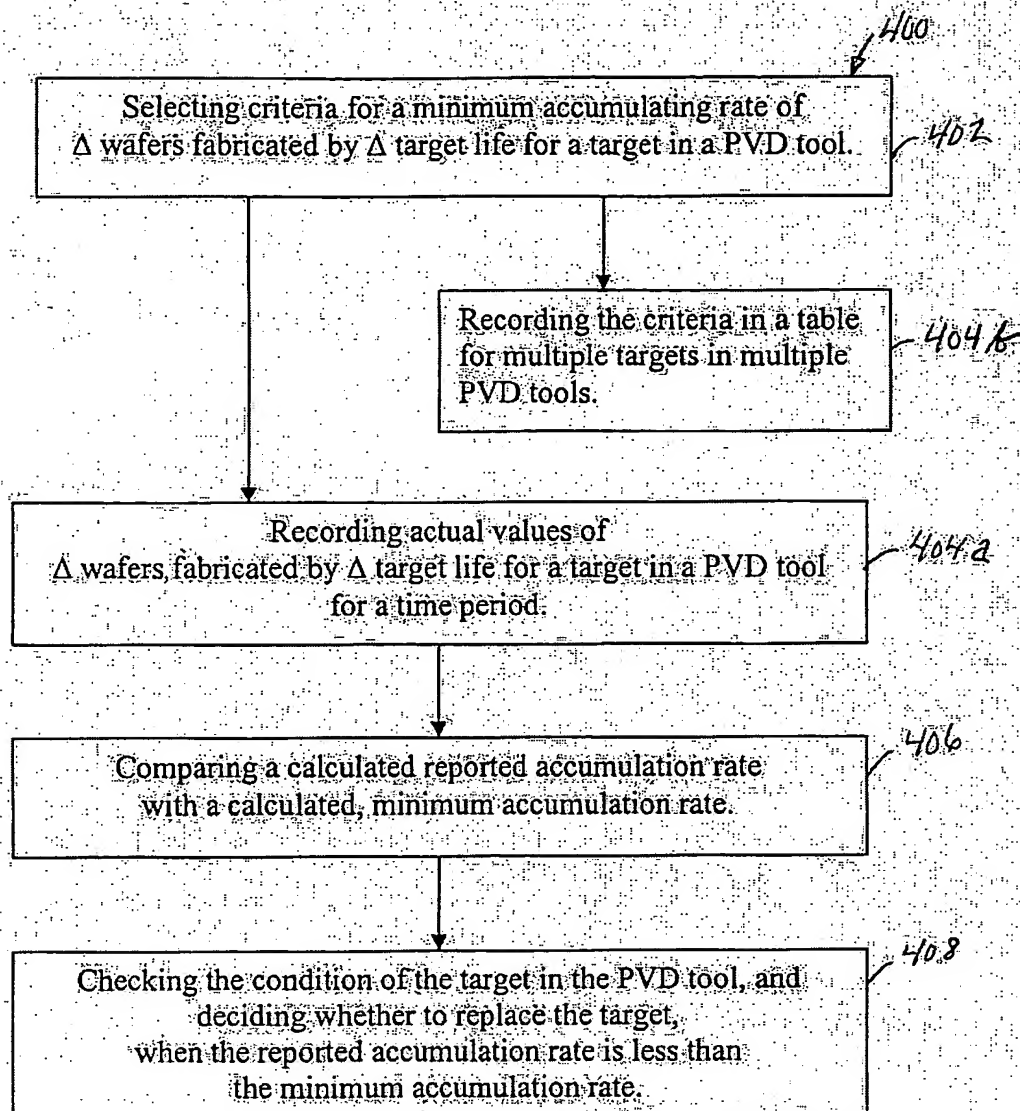 400
Selecting criteria for a minimum accumulating rate of
Δ wafers fabricated by Δ target life for a target in a PVD tool.
402
Recording the criteria in a table
for multiple targets in multiple
PVD tools.
404b
Recording actual values of
Δ wafers, fabricated by Δ target life for a target in a PVD tool
for a time period.
404a
Comparing a calculated reported accumulation rate
with a calculated, minimum accumulation rate.
406
Checking the condition of the target in the PVD tool, and
deciding whether to replace the target,
when the reported accumulation rate is less than
the minimum accumulation rate.
408